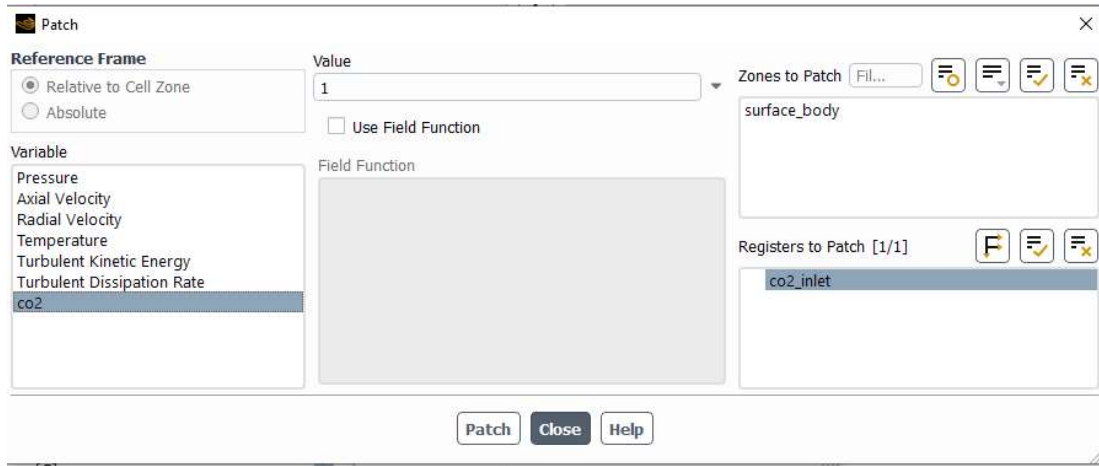 Patch
Reference Frame
Relative to Cell Zone
Absolute
Variable
Pressure
Axial Velocity
Radial Velocity
Temperature
Turbulent Kinetic Energy
Turbulent Dissipation Rate
co2
Value
1
Use Field Function
Field Function
Zones to Patch Fil...
surface_body
Registers to Patch [1/1]
co2_inlet
Patch Close Help